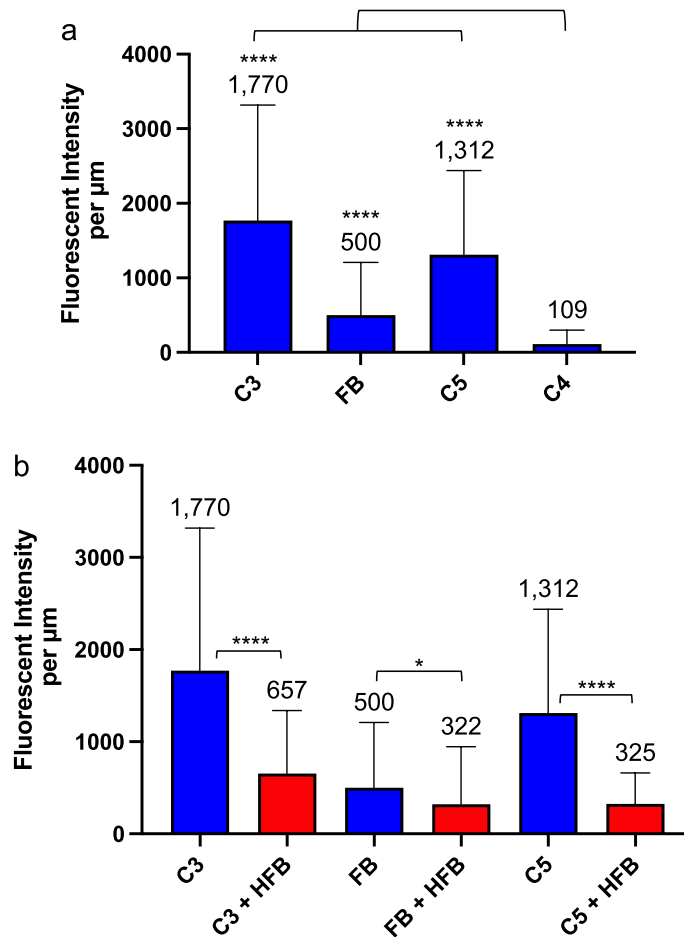 a
Fluorescent Intensity
per µm
4000
3000
2000
1000
0
****
1,770
****
500
****
1,312
109
C3
FB
C5
C4
b
Fluorescent Intensity
per µm
4000
3000
2000
1000
0
1,770
****
657
500
*
322
1,312
****
325
C3
C3 + HFB
FB
FB + HFB
C5
C5 + HFB